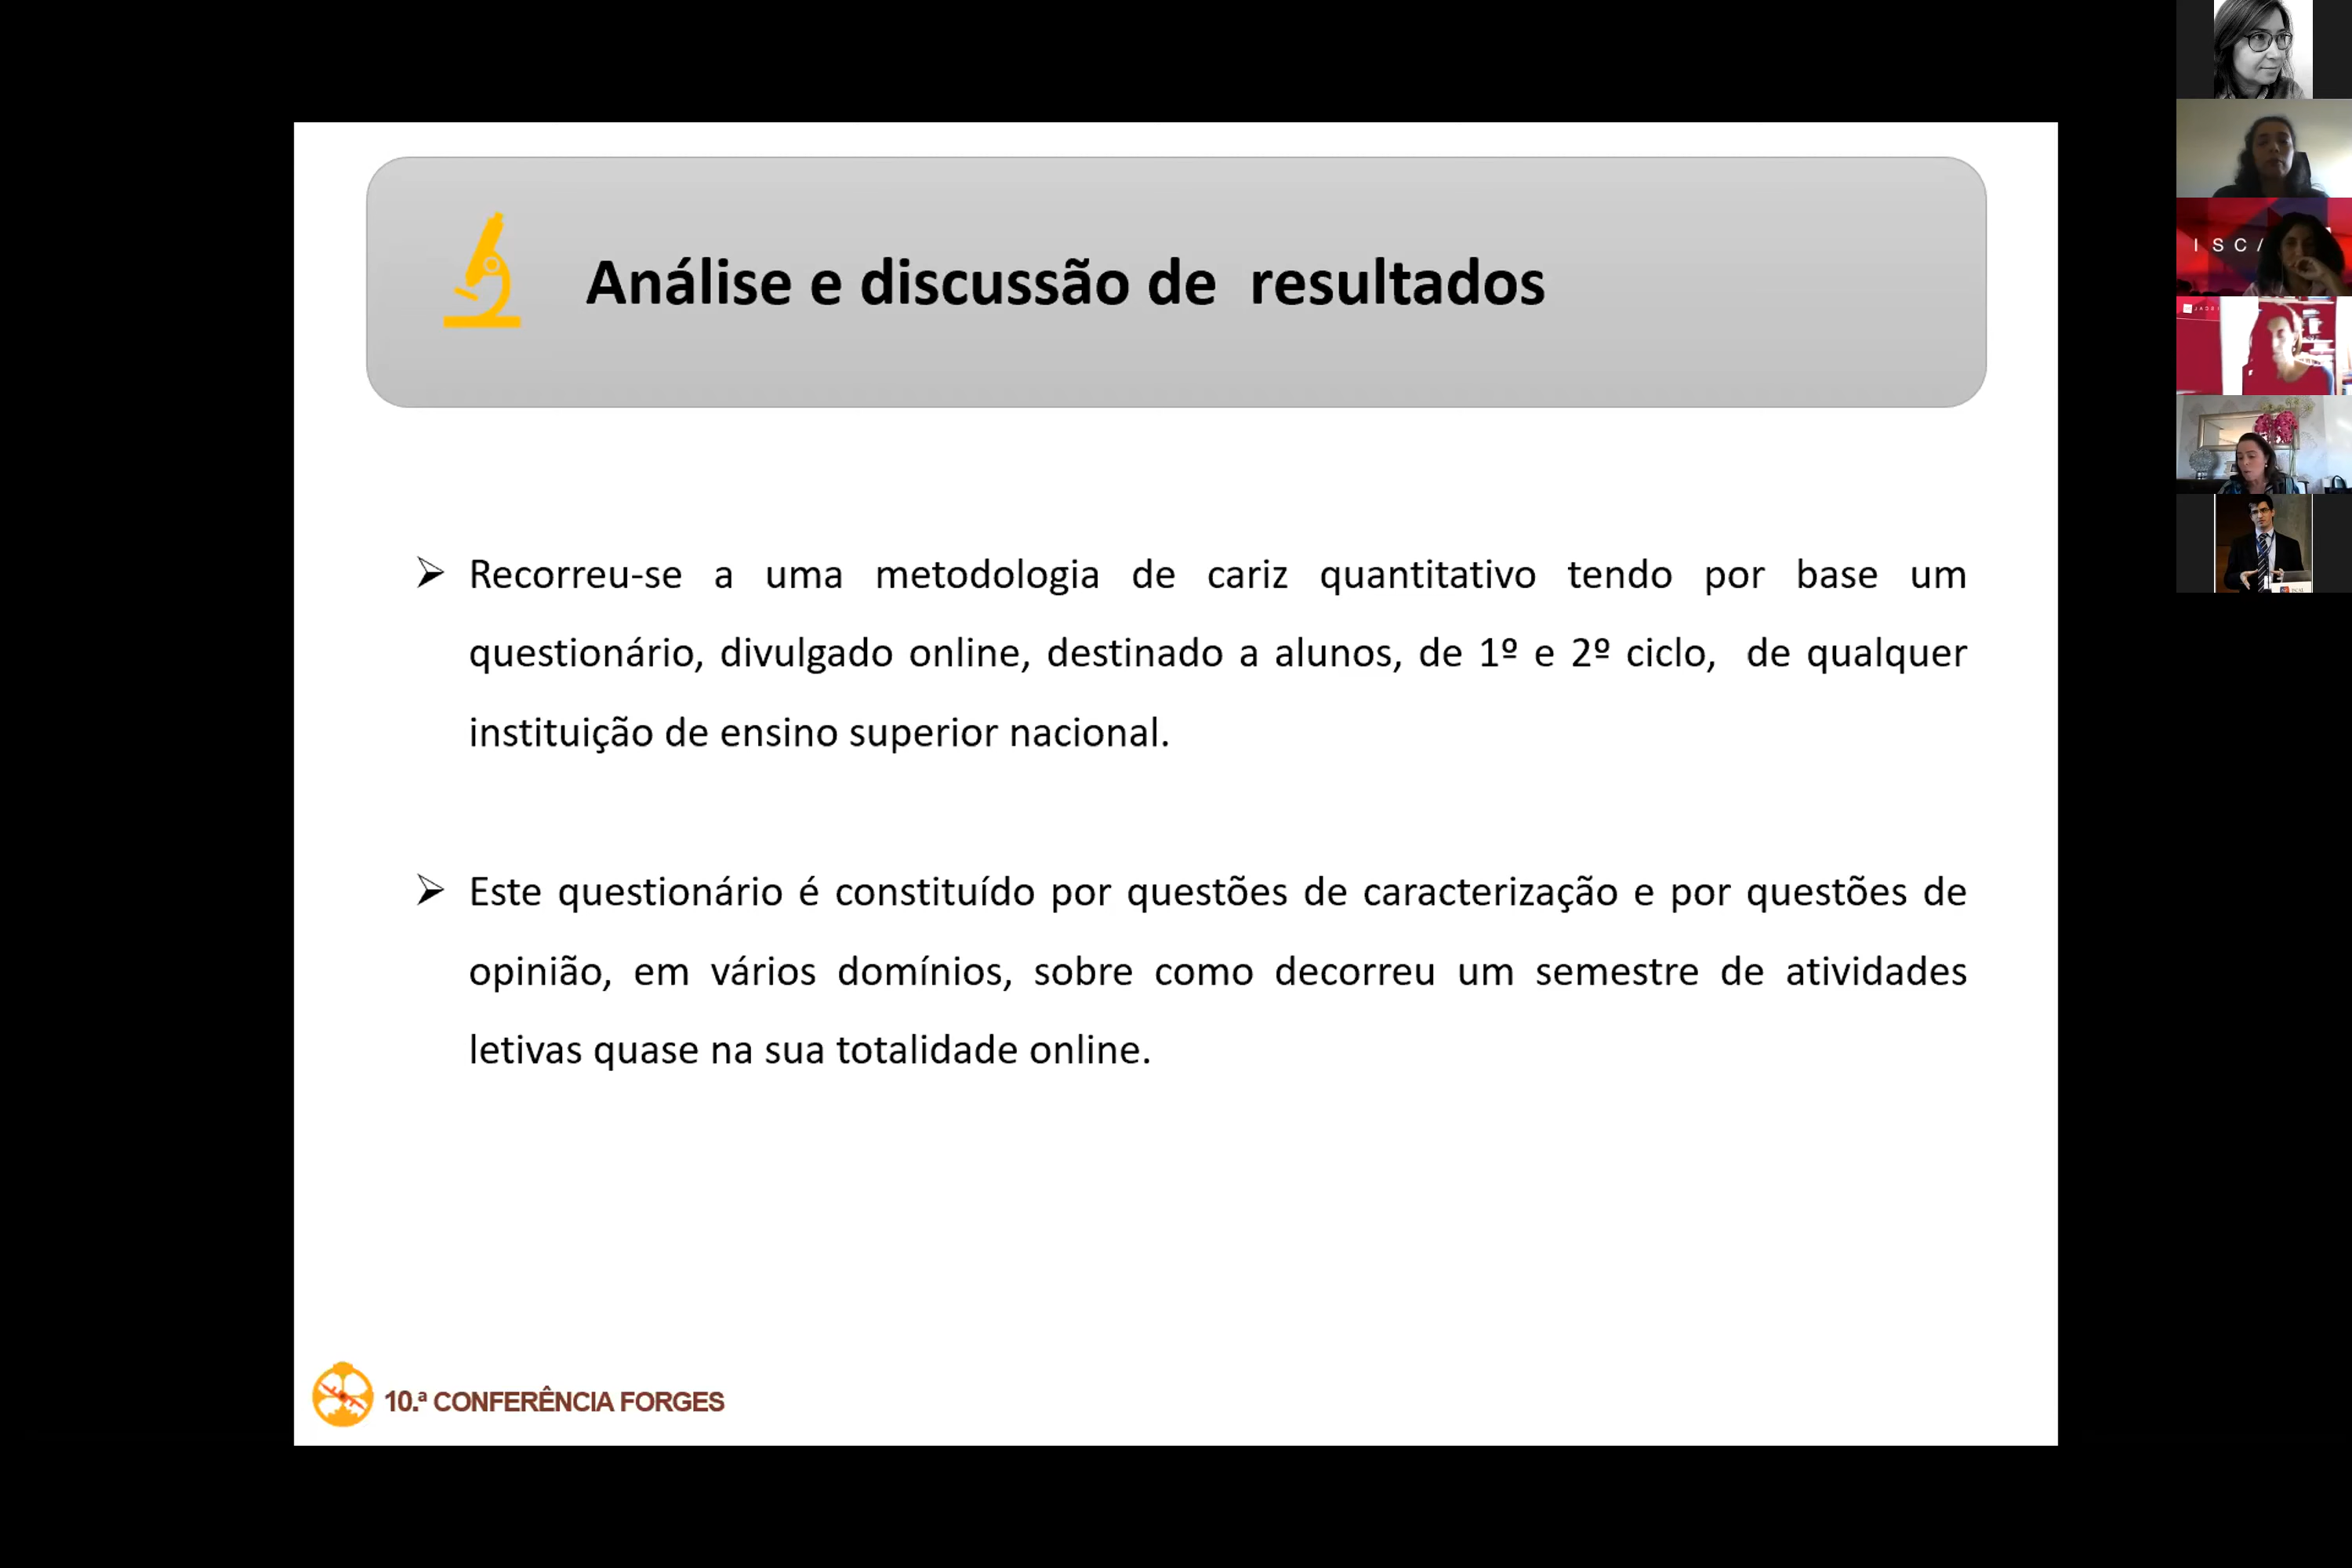 Análise e discussão de  resultados
Recorreu-se a uma metodologia de cariz quantitativo tendo por base um
questionário, divulgado online, destinado a alunos, de 1º e 2º ciclo,  de qualquer
instituição de ensino superior nacional.
Este questionário é constituído por questões de caracterização e por questões de
opinião, em vários domínios, sobre como decorreu um semestre de atividades
letivas quase na sua totalidade online.
10.ª CONFERÊNCIA FORGES
ISCA